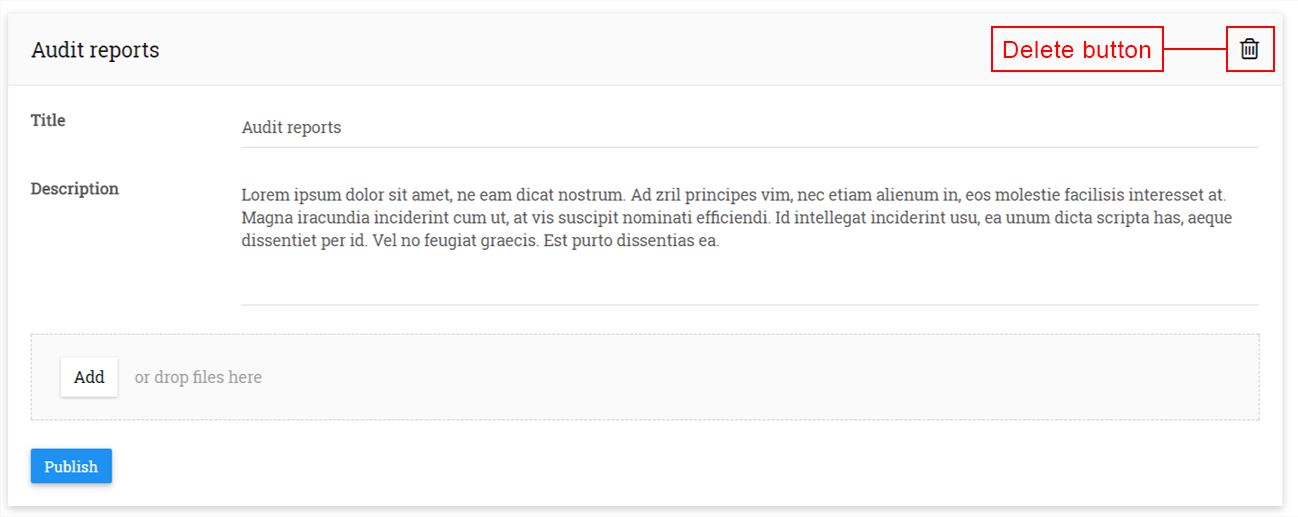 Audit reports
Delete button
Title
Audit reports
Description
Lorem ipsum dolor sit amet, ne eam dicat nostrum. Ad zril principes vim, nec etiam alienum in, eos molestie facilisis interesset at.
Magna iracundia inciderint cum ut, at vis suscipit nominati efficiendi. Id intellegat inciderint usu, ea unum dicta scripta has, aeque
dissentiet per id. Vel no feugiat graecis. Est purto dissentias ea.
Add
or drop files here
Publish